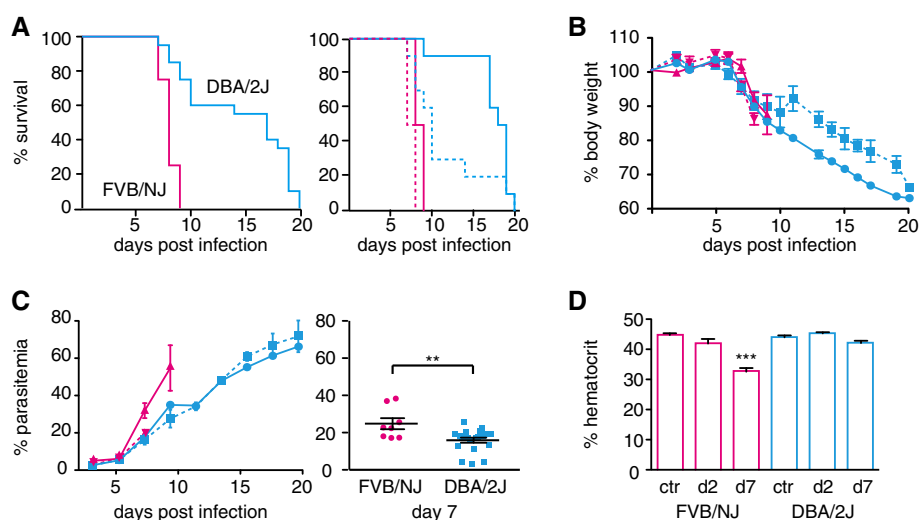 A
% survival
100
80
60
40
20
0
DBA/2J
FVB/NJ
5 10 15 20
days post infection
100
80
60
40
20
0
5 10 15 20
days post infection
B
% body weight
110
100
90
80
70
60
5 10 15 20
days post infection
C
% parasitemia
80
60
40
20
0
5 10 15 20
days post infection
80
60
40
20
0
**
FVB/NJ DBA/2J
day 7
D
% hematocrit
50
40
30
20
10
0
***
ctr d2 d7 ctr d2 d7
FVB/NJ DBA/2J